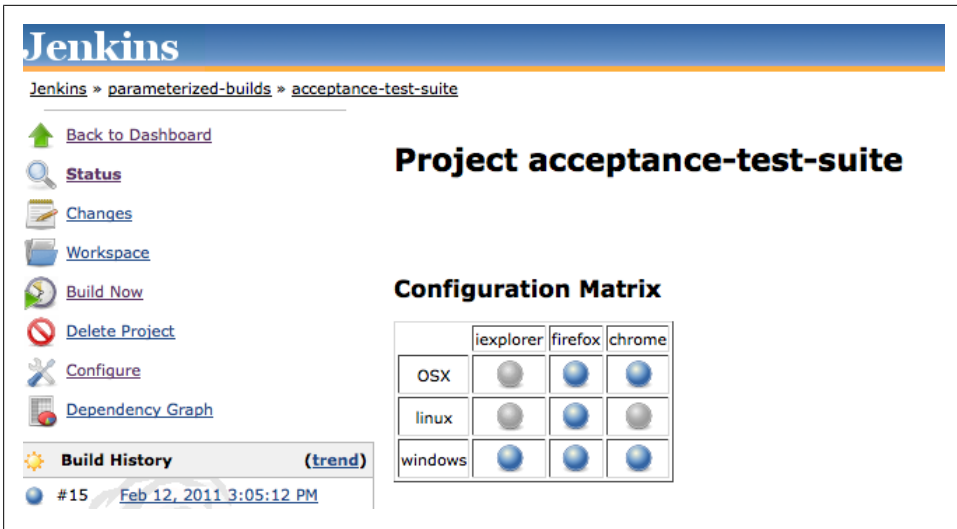 Jenkins
Jenkins » parameterized-builds » acceptance-test-suite
Back to Dashboard
Status
Changes
Workspace
Build Now
Delete Project
Configure
Dependency Graph
Build History (trend)
#15 Feb 12, 2011 3:05:12 PM
Project acceptance-test-suite
Configuration Matrix
iexplorer firefox chrome
OSX
linux
windows